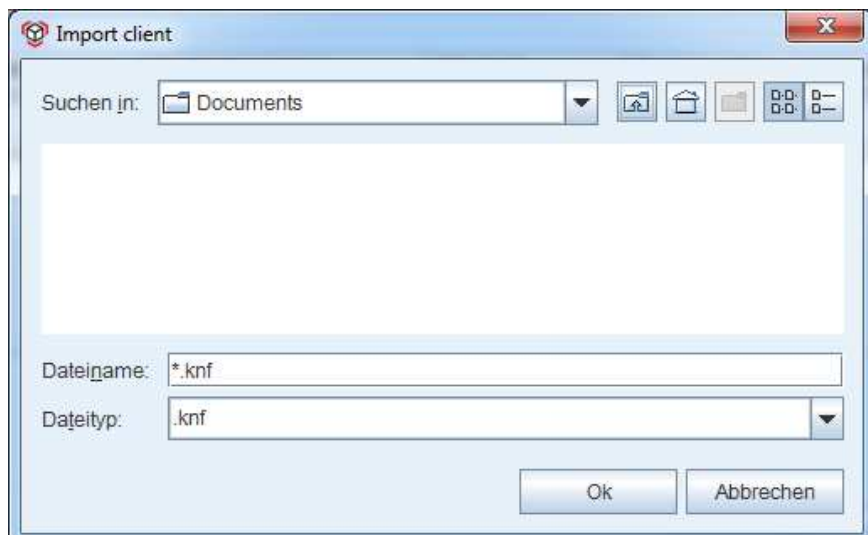 Import client
Suchen in: Documents
Dateiname: *.knf
Dateityp: .knf
Ok Abbrechen